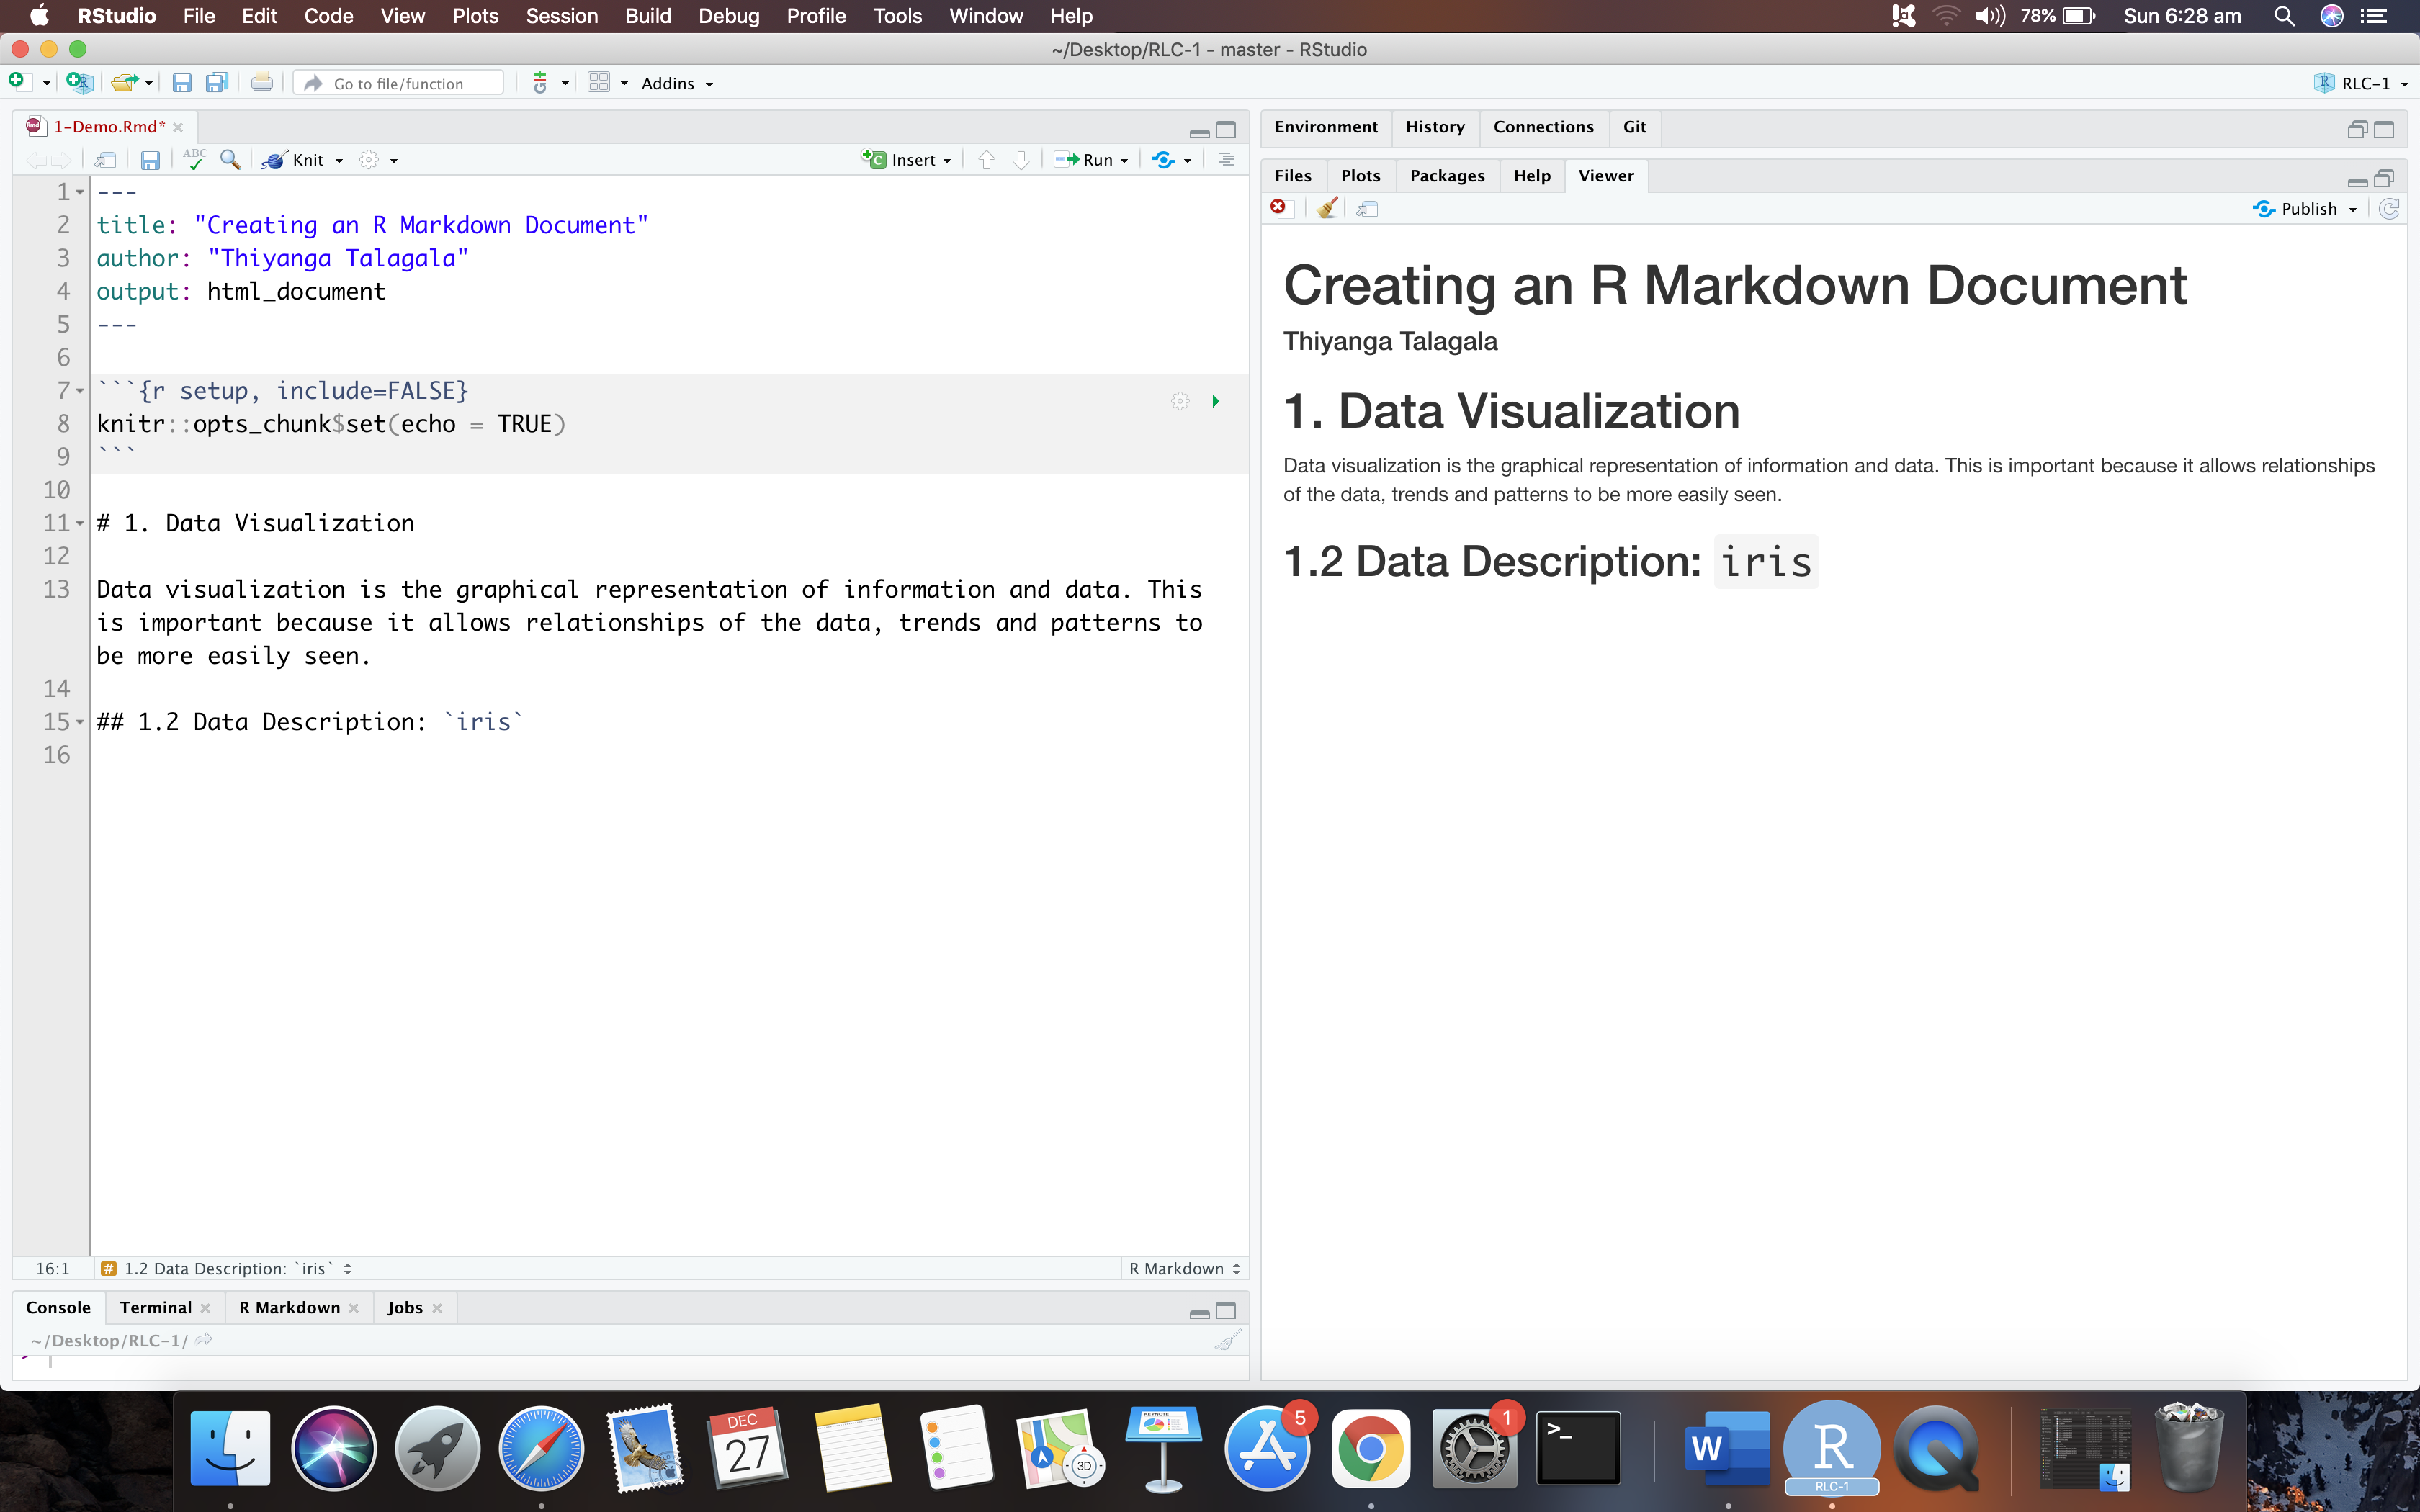 RStudio File Edit Code View Plots Session Build Debug Profile Tools Window Help 78% Sun 6:28 am
~/Desktop/RLC-1 - master - RStudio
Go to file/function Addins RLC-1
1-Demo.Rmd*
ABC Knit Insert Run
1 ---
2 title: "Creating an R Markdown Document"
3 author: "Thiyanga Talagala"
4 output: html_document
5 ---
6
7 ```{r setup, include=FALSE}
8 knitr::opts_chunk$set(echo = TRUE)
9 ```
10
11 # 1. Data Visualization
12
13 Data visualization is the graphical representation of information and data. This
is important because it allows relationships of the data, trends and patterns to
be more easily seen.
14
15 ## 1.2 Data Description: `iris`
16
16:1 # 1.2 Data Description: `iris` R Markdown
Console Terminal R Markdown Jobs
~/Desktop/RLC-1/
Environment History Connections Git
Files Plots Packages Help Viewer
Publish
Creating an R Markdown Document
Thiyanga Talagala
1. Data Visualization
Data visualization is the graphical representation of information and data. This is important because it allows relationships
of the data, trends and patterns to be more easily seen.
1.2 Data Description: iris
DEC
27
3D
KEYNOTE
5
1
>_
W
R
RLC-1